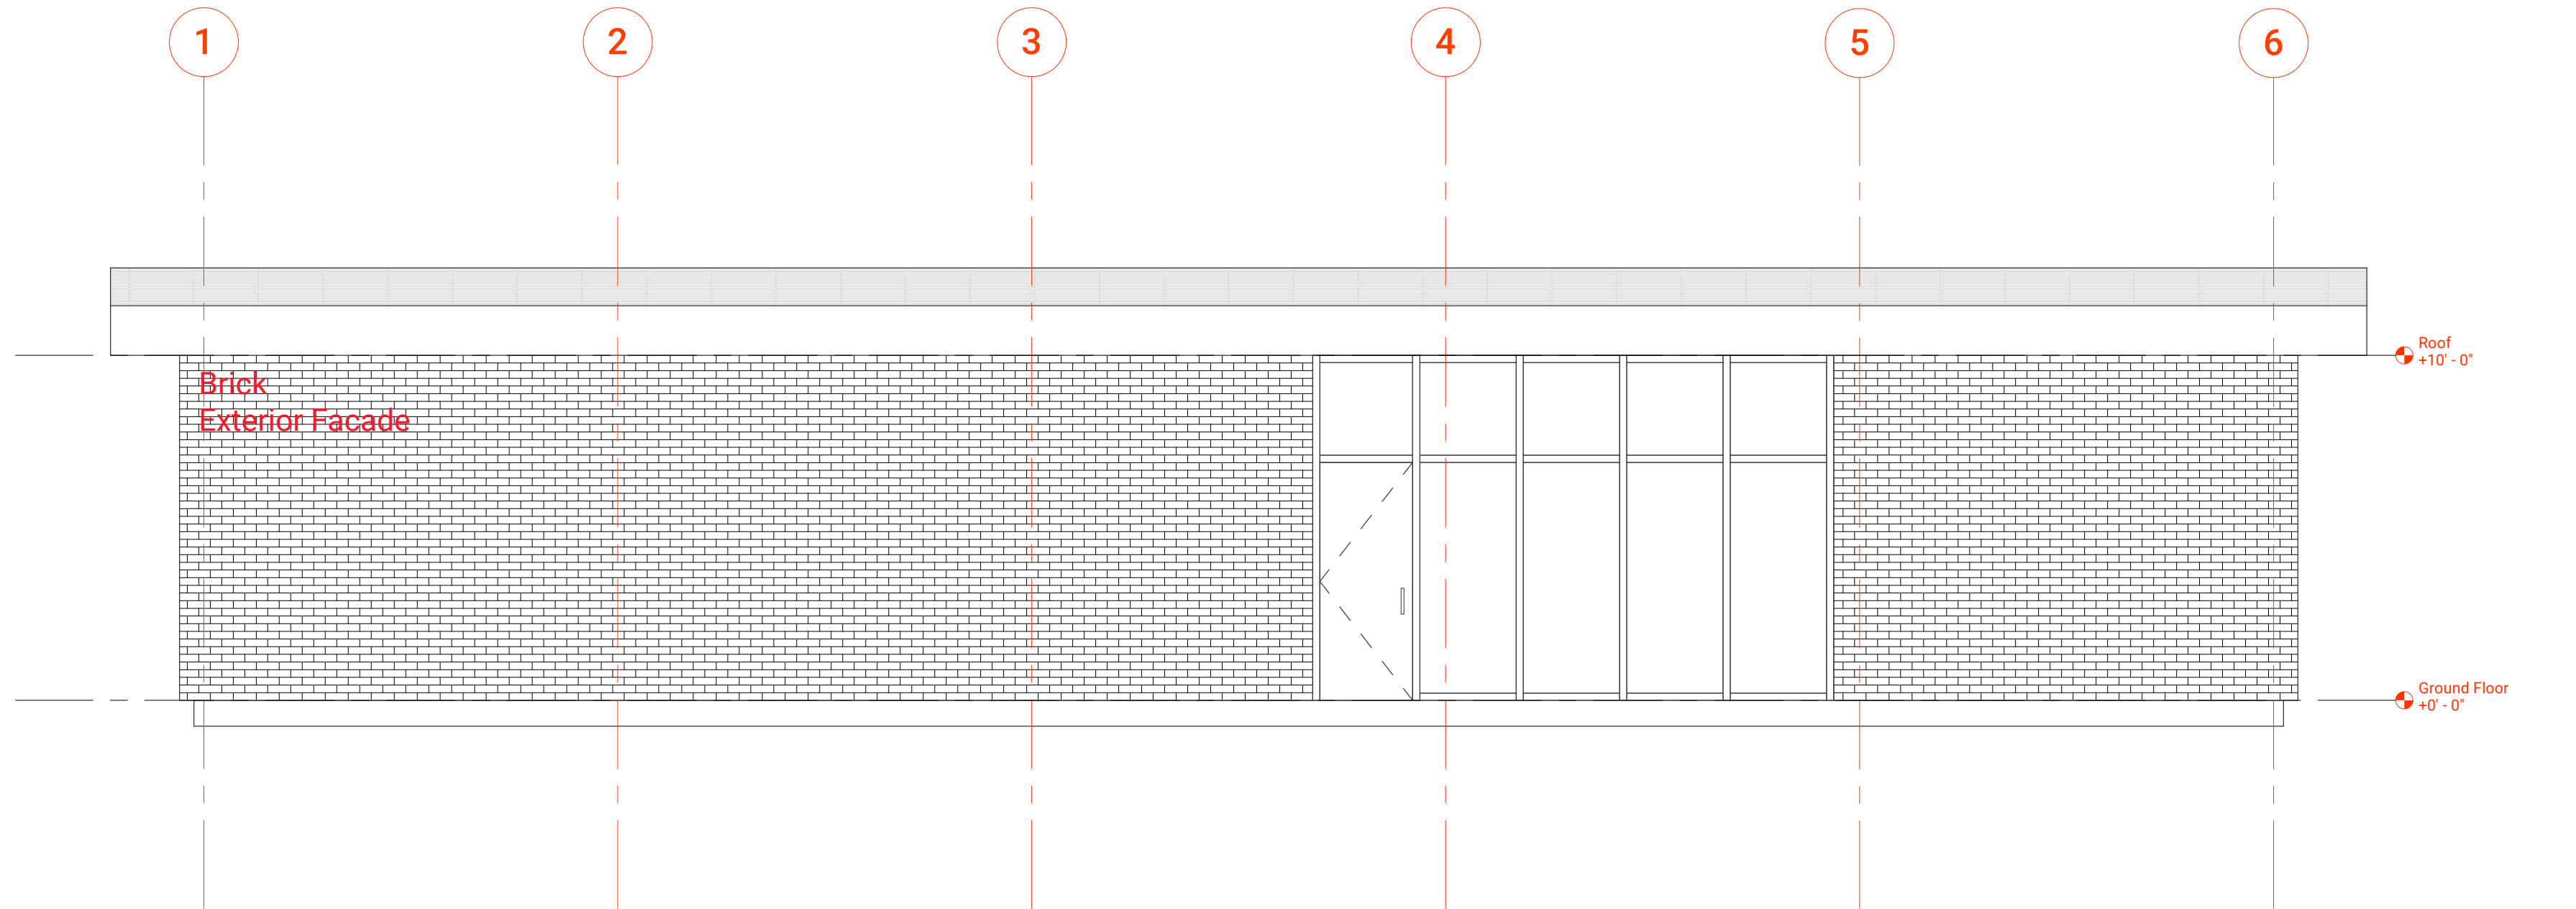 1 2 3 4 5 6
Roof
+10' - 0"
Brick
Exterior Facade
Ground Floor
+0' - 0"